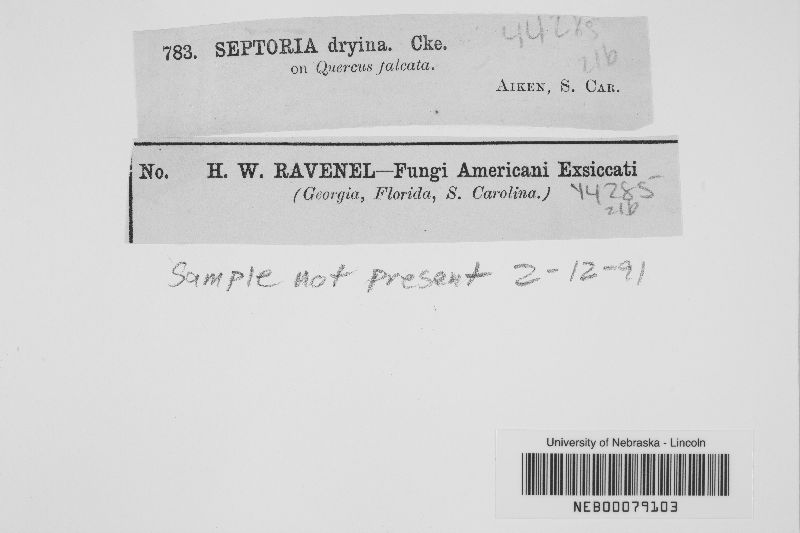 783. SEPTORIA dryina. Cke.
on Quercus falcata.
AIKEN, S. CAR.
44285
21b
No. H. W. RAVENEL—Fungi Americani Exsiccati
(Georgia, Florida, S. Carolina.)
44285
21b
Sample not present 2-12-91
University of Nebraska - Lincoln
NEB00079103